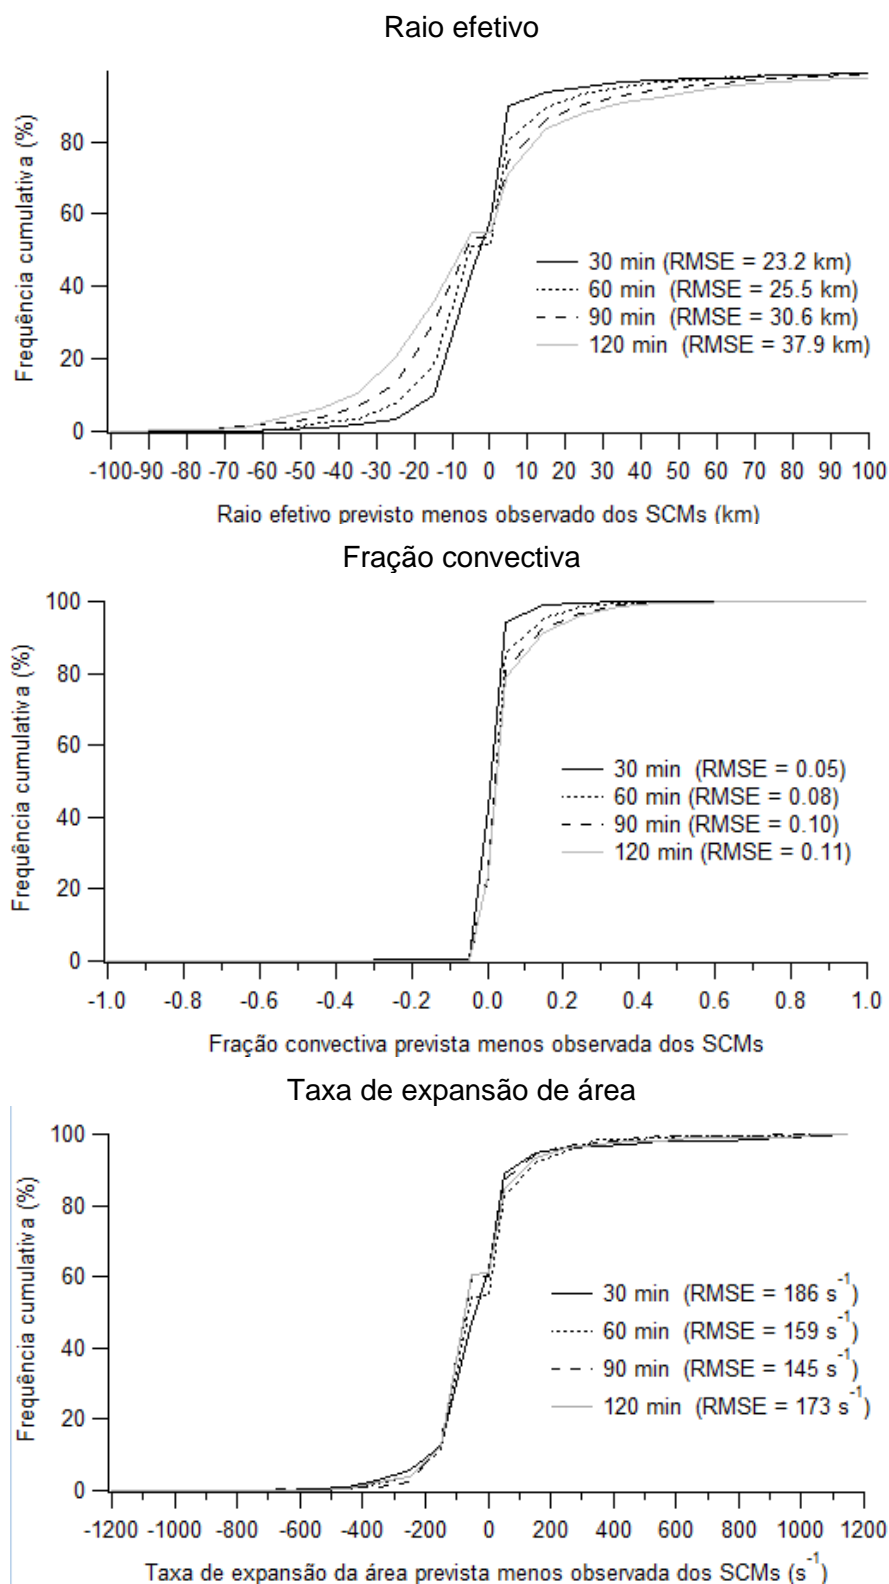 Raio efetivo
Frequência cumulativa (%)
80
60
40
20
0
30 min (RMSE = 23.2 km)
60 min (RMSE = 25.5 km)
90 min (RMSE = 30.6 km)
120 min (RMSE = 37.9 km)
-100 -90 -80 -70 -60 -50 -40 -30 -20 -10 0 10 20 30 40 50 60 70 80 90 100
Raio efetivo previsto menos observado dos SCMs (km)
Fração convectiva
Frequência cumulativa (%)
100
80
60
40
20
0
30 min (RMSE = 0.05)
60 min (RMSE = 0.08)
90 min (RMSE = 0.10)
120 min (RMSE = 0.11)
-1.0 -0.8 -0.6 -0.4 -0.2 0.0 0.2 0.4 0.6 0.8 1.0
Fração convectiva prevista menos observada dos SCMs
Taxa de expansão de área
Frequência cumulativa (%)
100
80
60
40
20
0
30 min (RMSE = 186 s⁻¹)
60 min (RMSE = 159 s⁻¹)
90 min (RMSE = 145 s⁻¹)
120 min (RMSE = 173 s⁻¹)
-1200 -1000 -800 -600 -400 -200 0 200 400 600 800 1000 1200
Taxa de expansão da área prevista menos observada dos SCMs (s⁻¹)